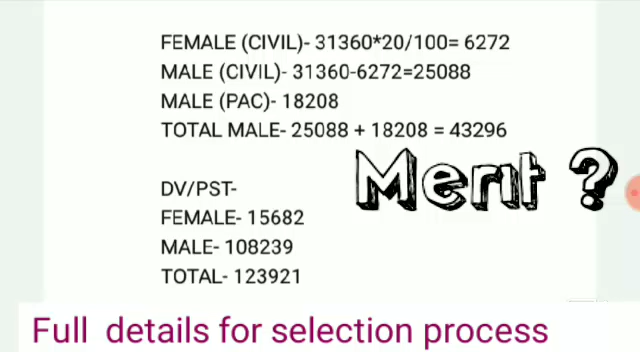 FEMALE (CIVIL)- 31360*20/100= 6272
MALE (CIVIL)- 31360-6272=25088
MALE (PAC)- 18208
TOTAL MALE- 25088 + 18208 = 43296
Merit ?
DV/PST-
FEMALE- 15682
MALE- 108239
TOTAL- 123921
Full details for selection process